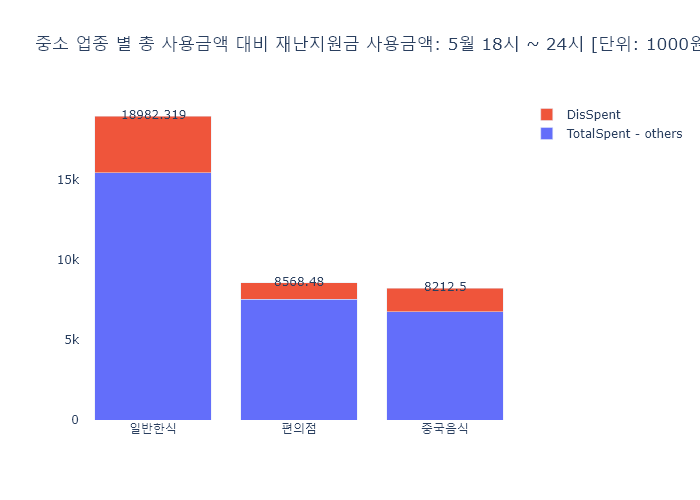 중소 업종 별 총 사용금액 대비 재난지원금 사용금액: 5월 18시 ~ 24시 [단위: 1000원
18982.319
DisSpent
TotalSpent - others
15k
10k
8568.48
8212.5
5k
0
일반한식
편의점
중국음식